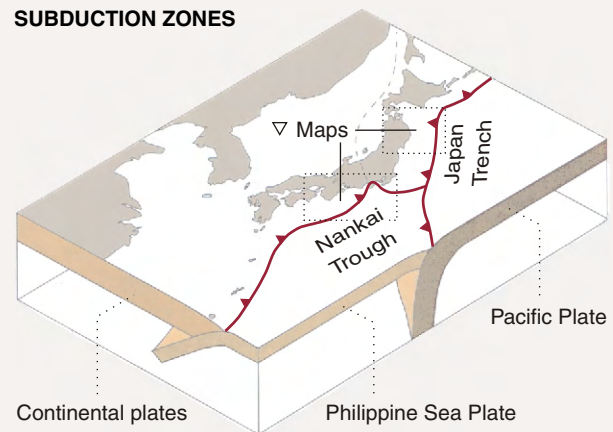 SUBDUCTION ZONES
▽ Maps
Japan
Trench
Nankai
Trough
Pacific Plate
Continental plates
Philippine Sea Plate